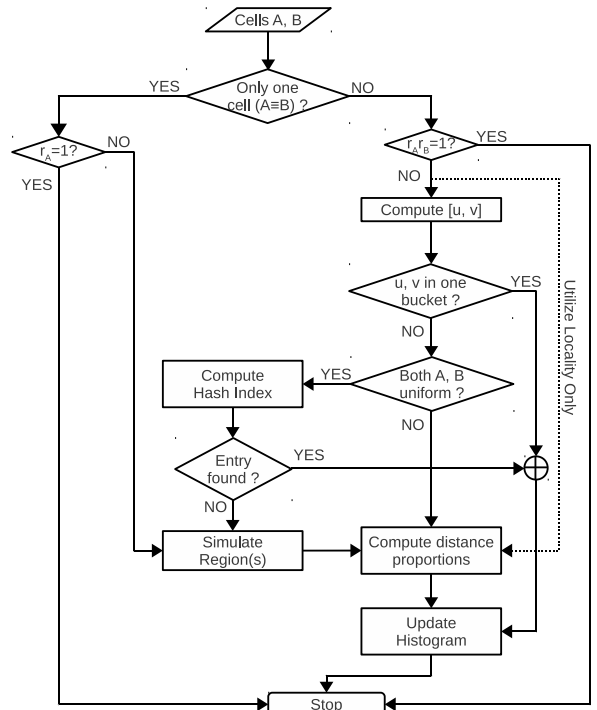 Cells A, B
YES
Only one
cell (A≡B) ?
NO
r_A=1?
NO
r_Ar_B=1?
YES
YES
NO
Compute [u, v]
u, v in one
bucket ?
YES
Utilize Locality Only
NO
Compute
Hash Index
YES
Both A, B
uniform ?
NO
Entry
found ?
YES
NO
Simulate
Region(s)
Compute distance
proportions
Update
Histogram
Stop